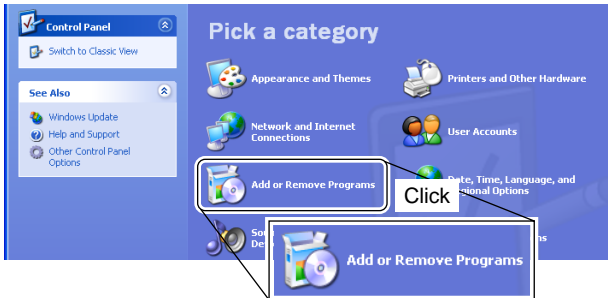 Control Panel
Switch to Classic View
See Also
Windows Update
Help and Support
Other Control Panel
Options
Pick a category
Appearance and Themes
Printers and Other Hardware
Network and Internet
Connections
User Accounts
Add or Remove Programs
Date, Time, Language, and
Regional Options
Click
Add or Remove Programs